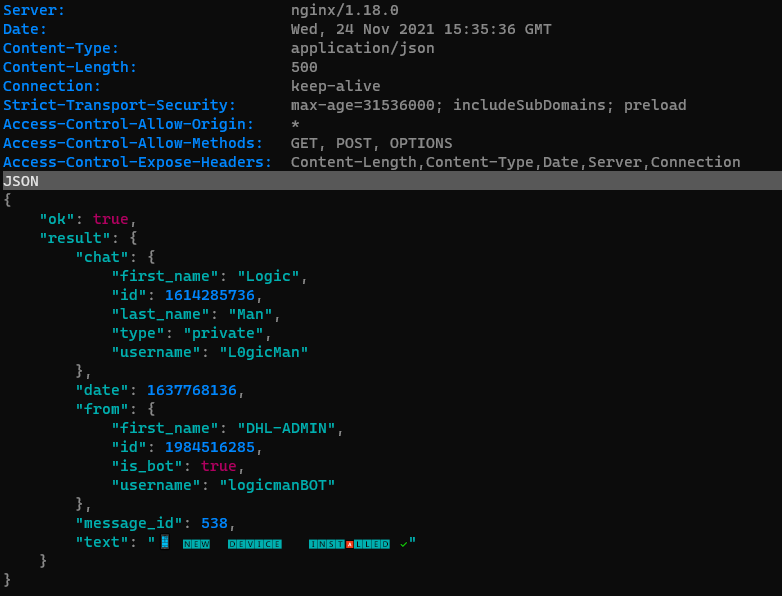 Server: nginx/1.18.0
Date: Wed, 24 Nov 2021 15:35:36 GMT
Content-Type: application/json
Content-Length: 500
Connection: keep-alive
Strict-Transport-Security: max-age=31536000; includeSubDomains; preload
Access-Control-Allow-Origin: *
Access-Control-Allow-Methods: GET, POST, OPTIONS
Access-Control-Expose-Headers: Content-Length,Content-Type,Date,Server,Connection
JSON
{
    "ok": true,
    "result": {
        "chat": {
            "first_name": "Logic",
            "id": 1614285736,
            "last_name": "Man",
            "type": "private",
            "username": "L0gicMan"
        },
        "date": 1637768136,
        "from": {
            "first_name": "DHL-ADMIN",
            "id": 1984516285,
            "is_bot": true,
            "username": "logicmanBOT"
        },
        "message_id": 538,
        "text": " 🅽🅴🆆 🅳🅴🆅🅸🅲🅴 🅸🅽🆂🆃🅰🅻🅻🅴🅳 ✓"
    }
}